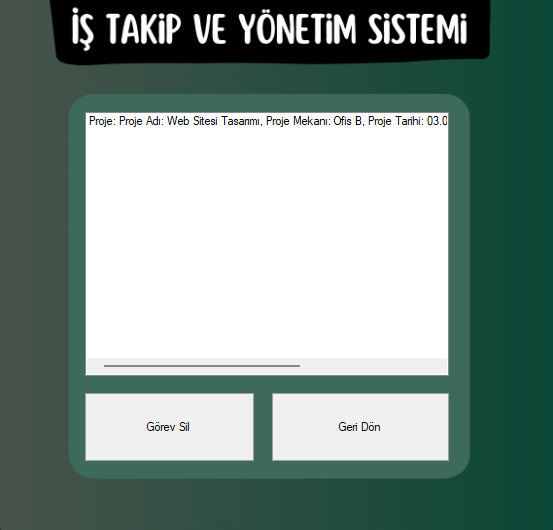 İŞ TAKİP VE YÖNETİM SİSTEMİ
Proje: Proje Adı: Web Sitesi Tasarımı, Proje Mekanı: Ofis B, Proje Tarihi: 03.0
Görev Sil
Geri Dön